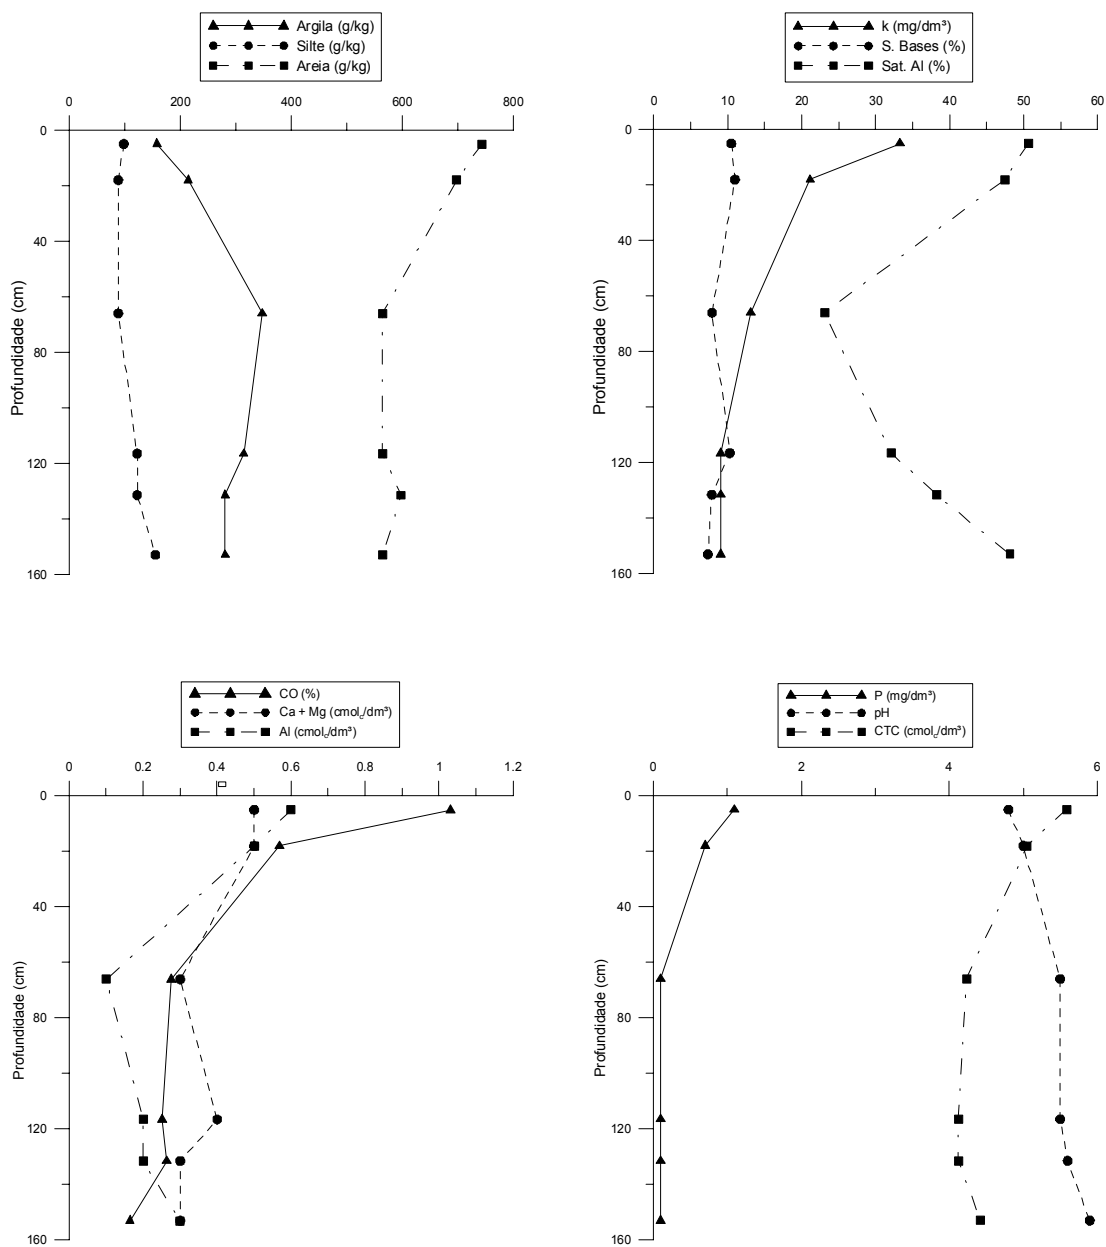 Argila (g/kg)
Silte (g/kg)
Areia (g/kg)
0 200 400 600 800
0
40
80
120
160
Profundidade (cm)
k (mg/dm³)
S. Bases (%)
Sat. Al (%)
0 10 20 30 40 50 60
0
40
80
120
160
Profundidade (cm)
CO (%)
Ca + Mg (cmolc/dm³)
Al (cmolc/dm³)
0 0.2 0.4 0.6 0.8 1 1.2
0
40
80
120
160
Profundidade (cm)
P (mg/dm³)
pH
CTC (cmolc/dm³)
0 2 4 6
0
40
80
120
160
Profundidade (cm)